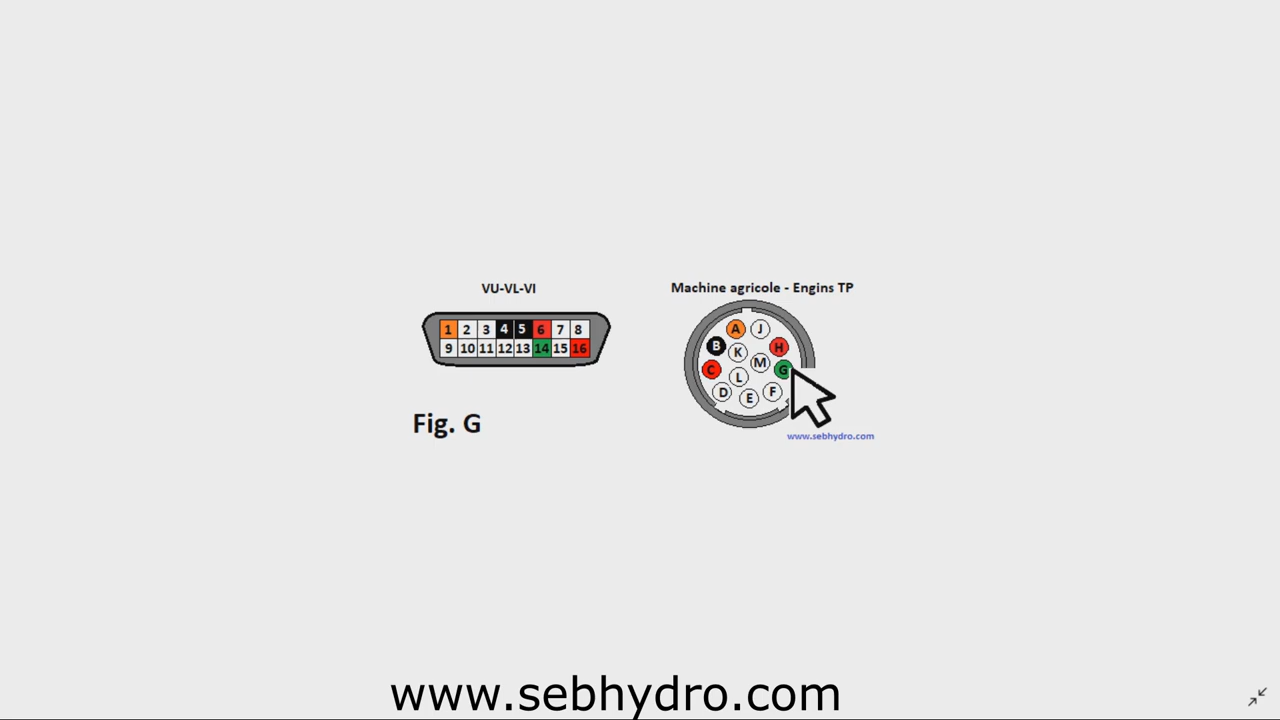 VU-VL-VI
Machine agricole - Engins TP
1 2 3 4 5 6 7 8
9 10 11 12 13 14 15 16
A J
B K H
C M G
L
D E F
Fig. G
www.sebhydro.com
www.sebhydro.com